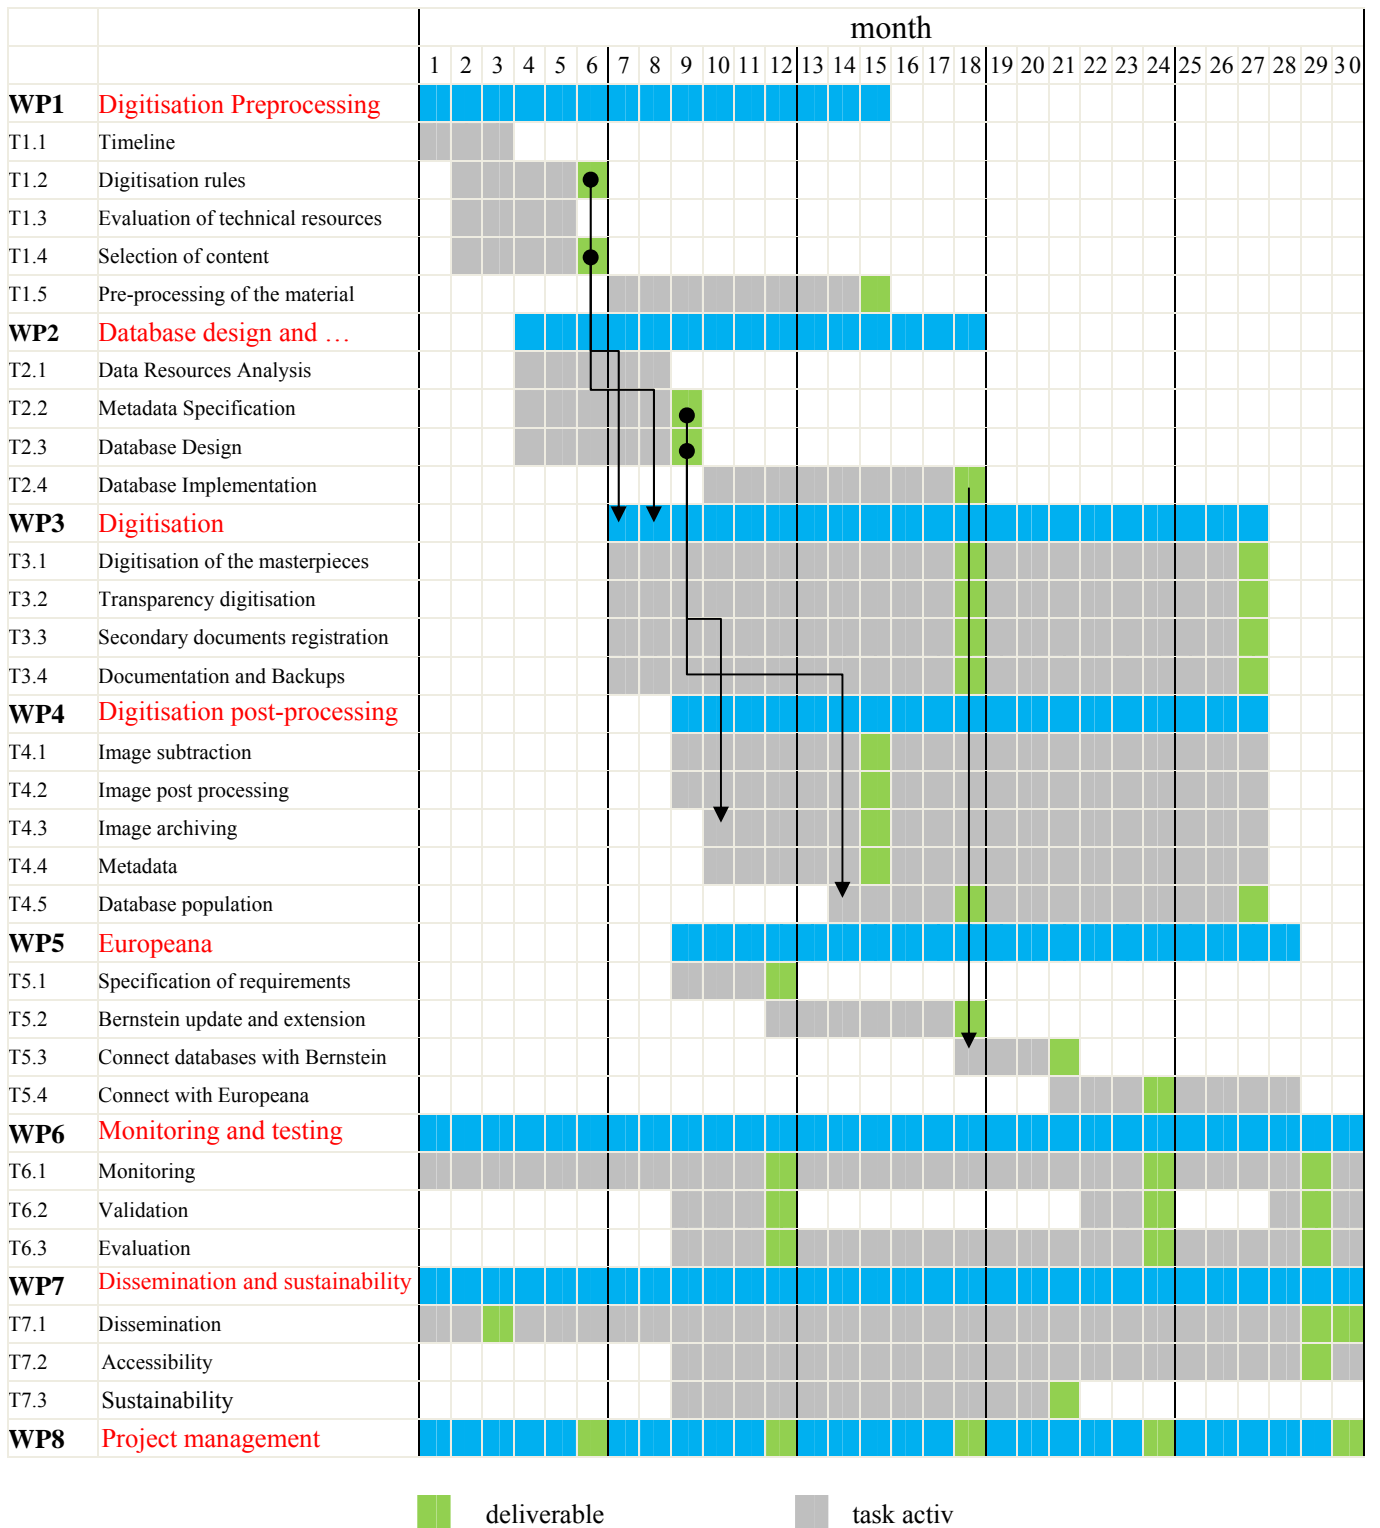 month
1 2 3 4 5 6 7 8 9 10 11 12 13 14 15 16 17 18 19 20 21 22 23 24 25 26 27 28 29 30
WP1 Digitisation Preprocessing
T1.1 Timeline
T1.2 Digitisation rules
T1.3 Evaluation of technical resources
T1.4 Selection of content
T1.5 Pre-processing of the material
WP2 Database design and …
T2.1 Data Resources Analysis
T2.2 Metadata Specification
T2.3 Database Design
T2.4 Database Implementation
WP3 Digitisation
T3.1 Digitisation of the masterpieces
T3.2 Transparency digitisation
T3.3 Secondary documents registration
T3.4 Documentation and Backups
WP4 Digitisation post-processing
T4.1 Image subtraction
T4.2 Image post processing
T4.3 Image archiving
T4.4 Metadata
T4.5 Database population
WP5 Europeana
T5.1 Specification of requirements
T5.2 Bernstein update and extension
T5.3 Connect databases with Bernstein
T5.4 Connect with Europeana
WP6 Monitoring and testing
T6.1 Monitoring
T6.2 Validation
T6.3 Evaluation
WP7 Dissemination and sustainability
T7.1 Dissemination
T7.2 Accessibility
T7.3 Sustainability
WP8 Project management
deliverable task activ